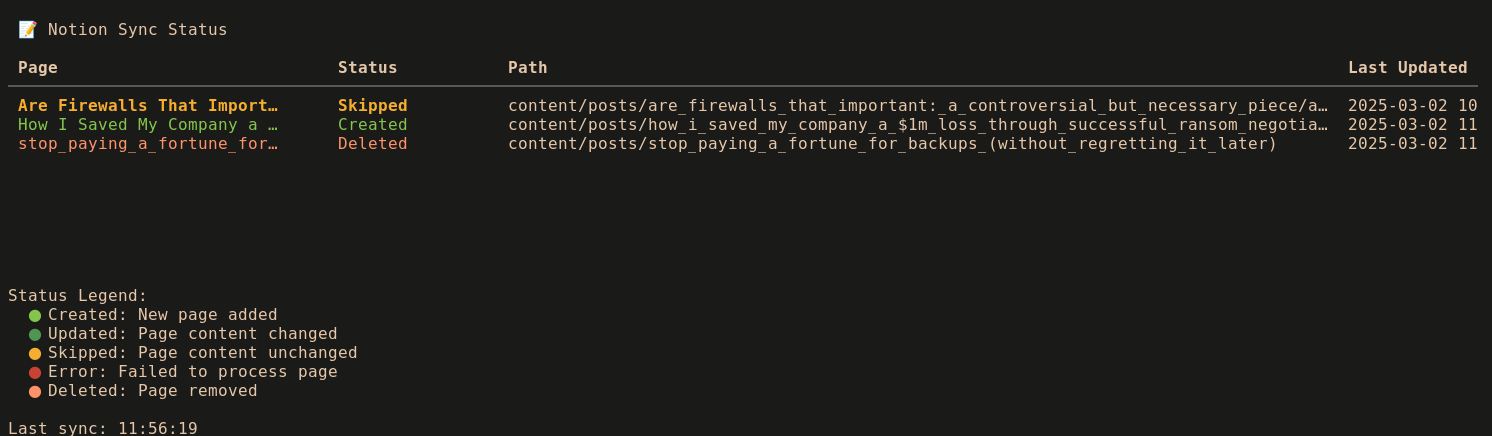 📝 Notion Sync Status
Page Status Path Last Updated
Are Firewalls That Import… Skipped content/posts/are_firewalls_that_important:_a_controversial_but_necessary_piece/a… 2025-03-02 10
How I Saved My Company a … Created content/posts/how_i_saved_my_company_a_$1m_loss_through_successful_ransom_negotia… 2025-03-02 11
stop_paying_a_fortune_for… Deleted content/posts/stop_paying_a_fortune_for_backups_(without_regretting_it_later) 2025-03-02 11
Status Legend:
Created: New page added
Updated: Page content changed
Skipped: Page content unchanged
Error: Failed to process page
Deleted: Page removed
Last sync: 11:56:19